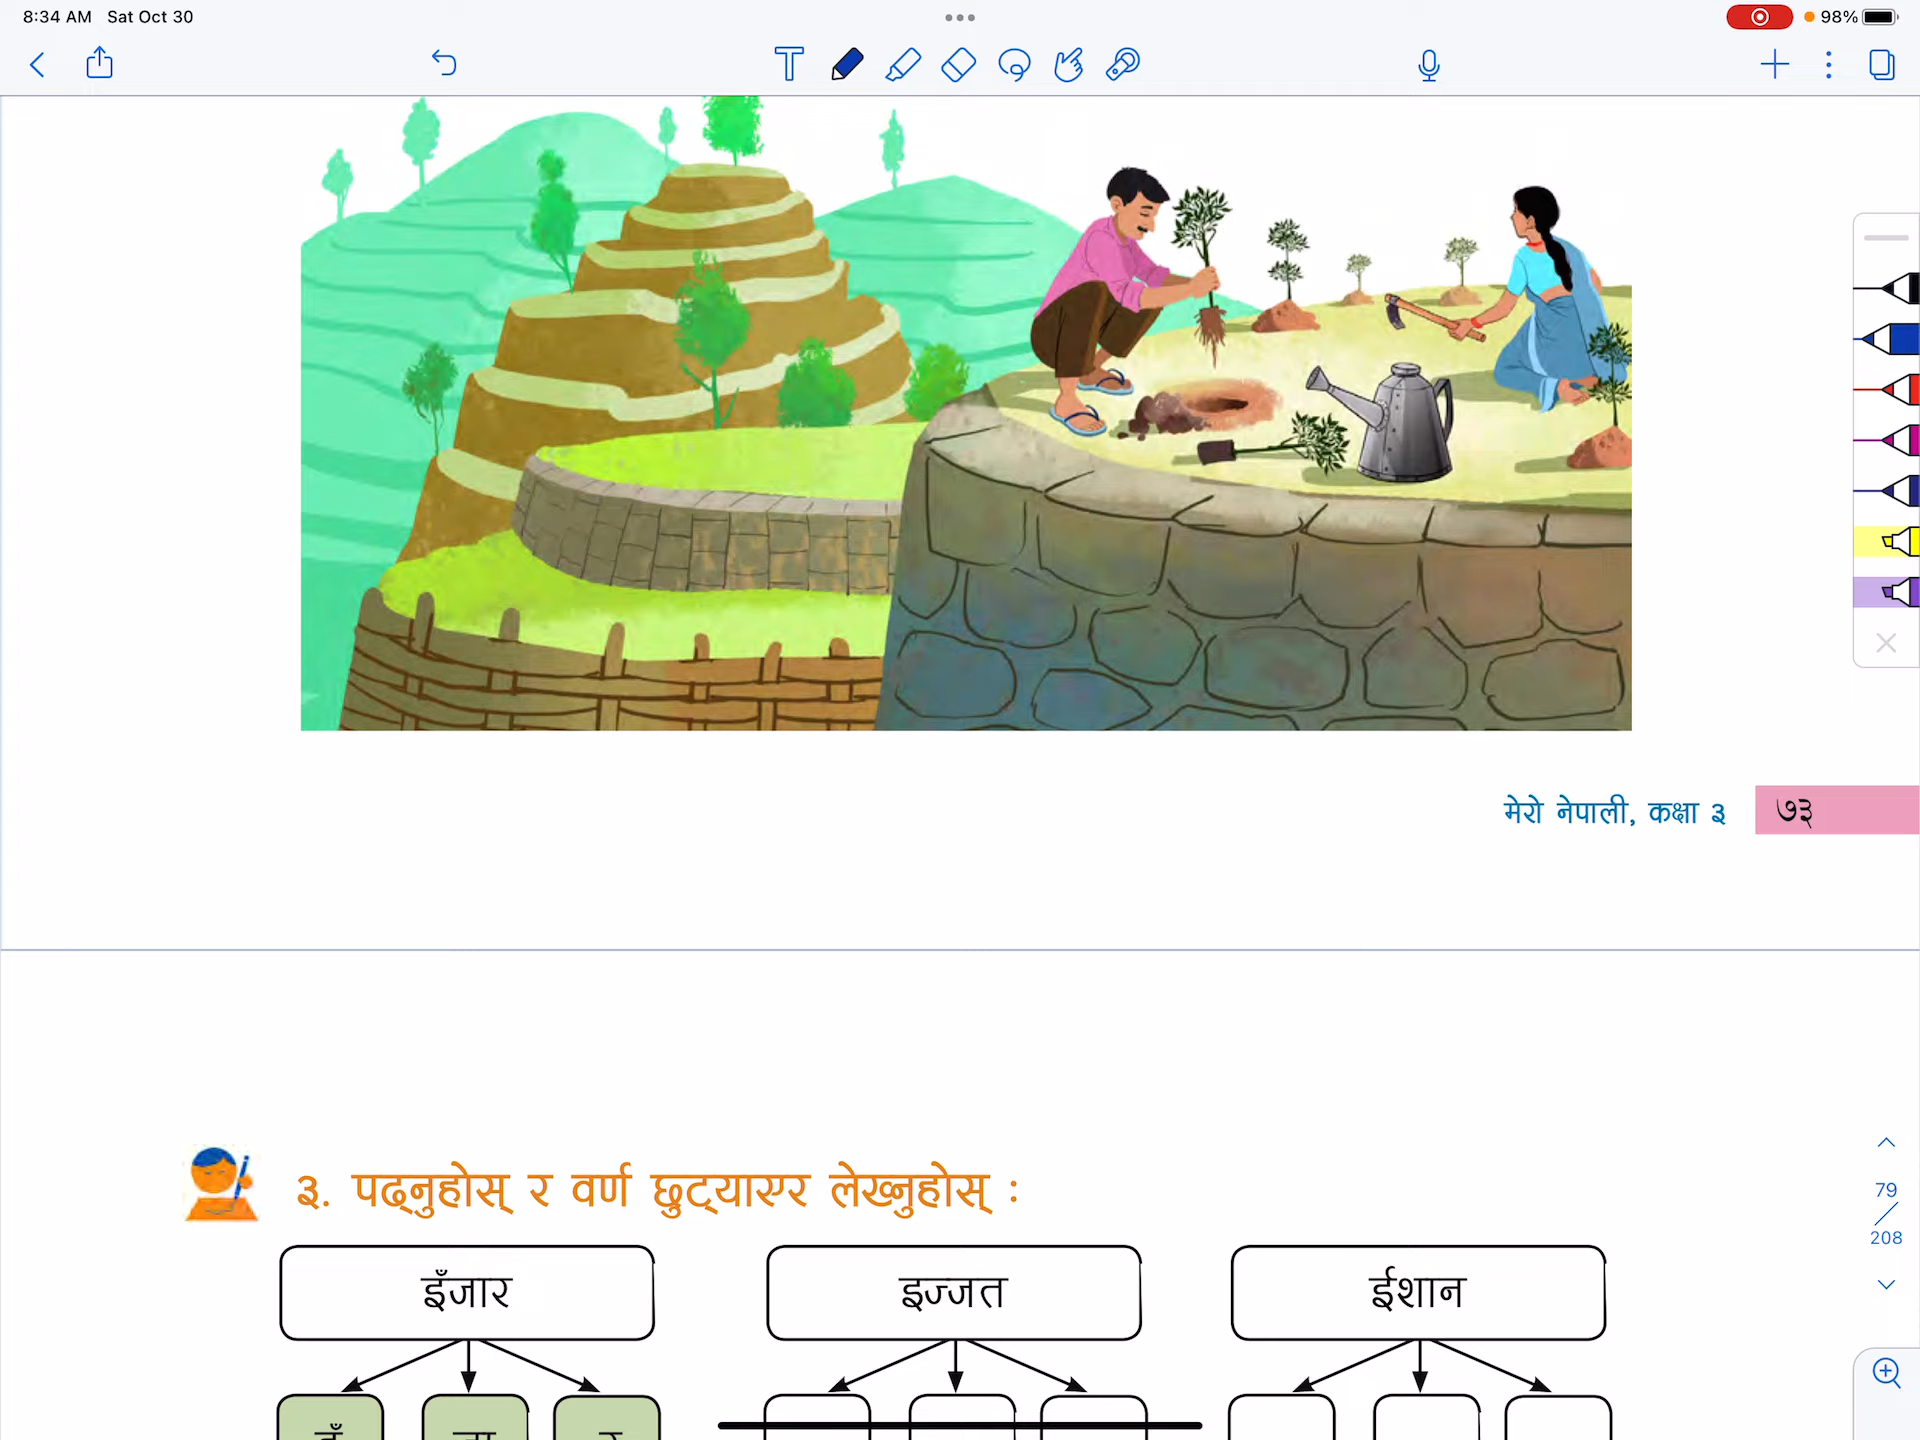 8:34 AM Sat Oct 30
98%
मेरो नेपाली, कक्षा ३ ७३
३. पढ्नुहोस् र वर्ण छुट्याएर लेख्नुहोस् :
इँजार इज्जत ईशान
79
208